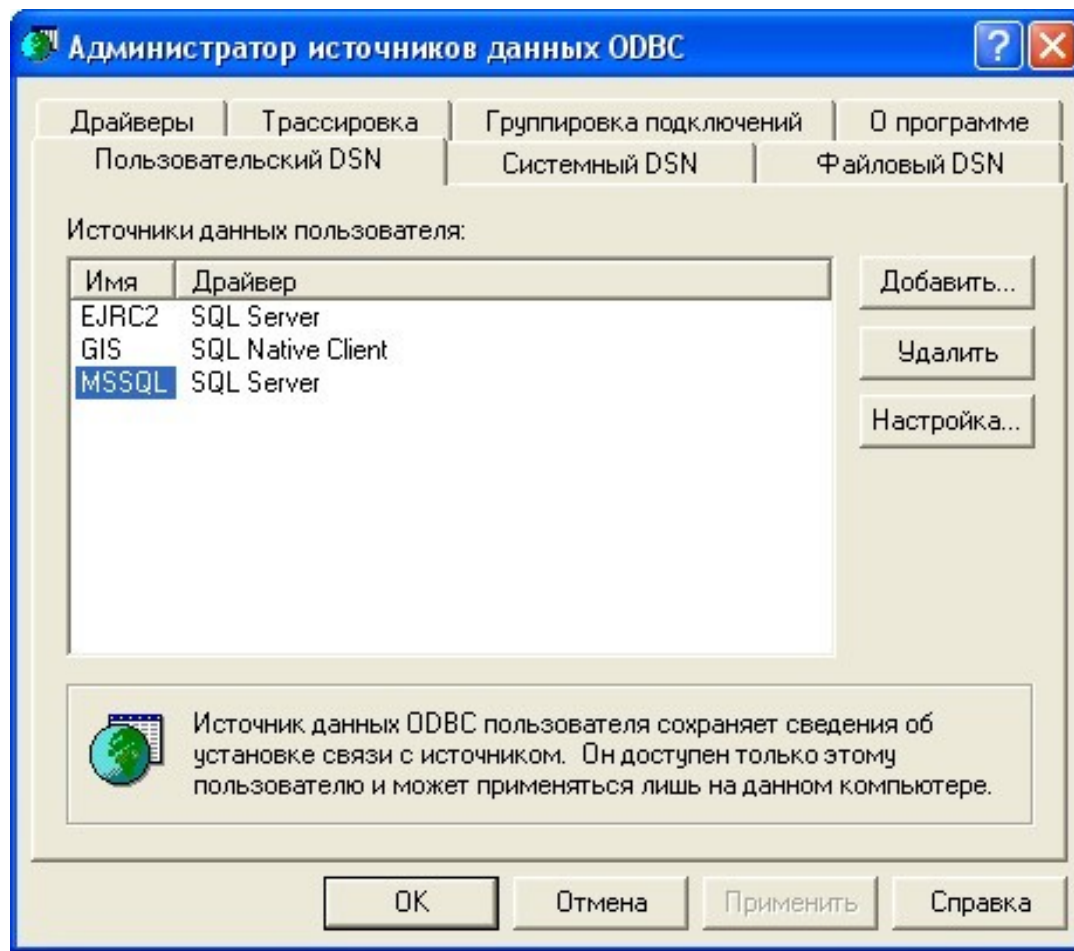 Администратор источников данных ODBC
Драйверы Трассировка Группировка подключений О программе
Пользовательский DSN Системный DSN Файловый DSN
Источники данных пользователя:
Имя Драйвер
EJRC2 SQL Server
GIS SQL Native Client
MSSQL SQL Server
Добавить...
Удалить
Настройка...
Источник данных ODBC пользователя сохраняет сведения об
установке связи с источником. Он доступен только этому
пользователю и может применяться лишь на данном компьютере.
OK Отмена Применить Справка